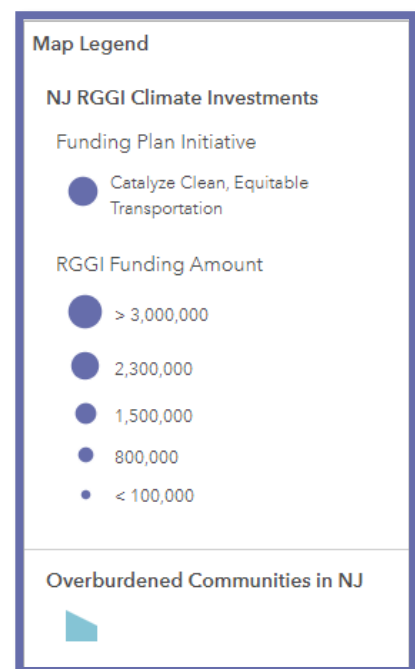 Map Legend
NJ RGGI Climate Investments
Funding Plan Initiative
Catalyze Clean, Equitable
Transportation
RGGI Funding Amount
> 3,000,000
2,300,000
1,500,000
800,000
< 100,000
Overburdened Communities in NJ